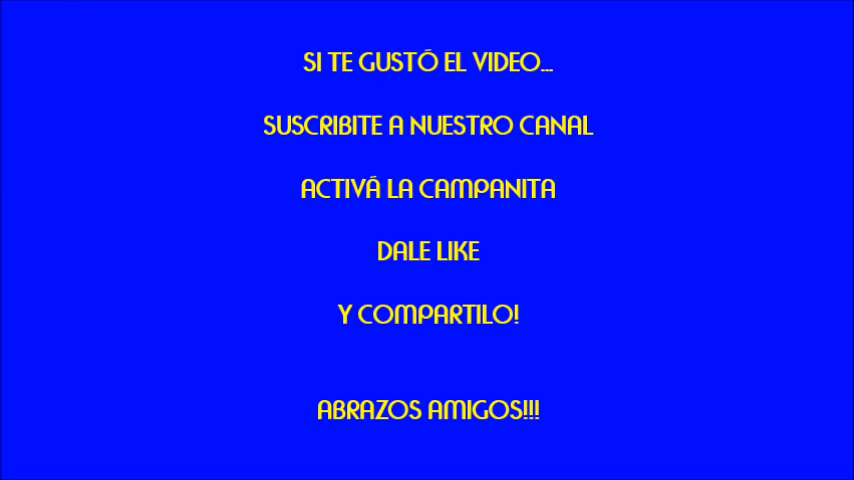 SI TE GUSTÓ EL VIDEO...
SUSCRIBITE A NUESTRO CANAL
ACTIVÁ LA CAMPANITA
DALE LIKE
Y COMPARTILO!
ABRAZOS AMIGOS!!!